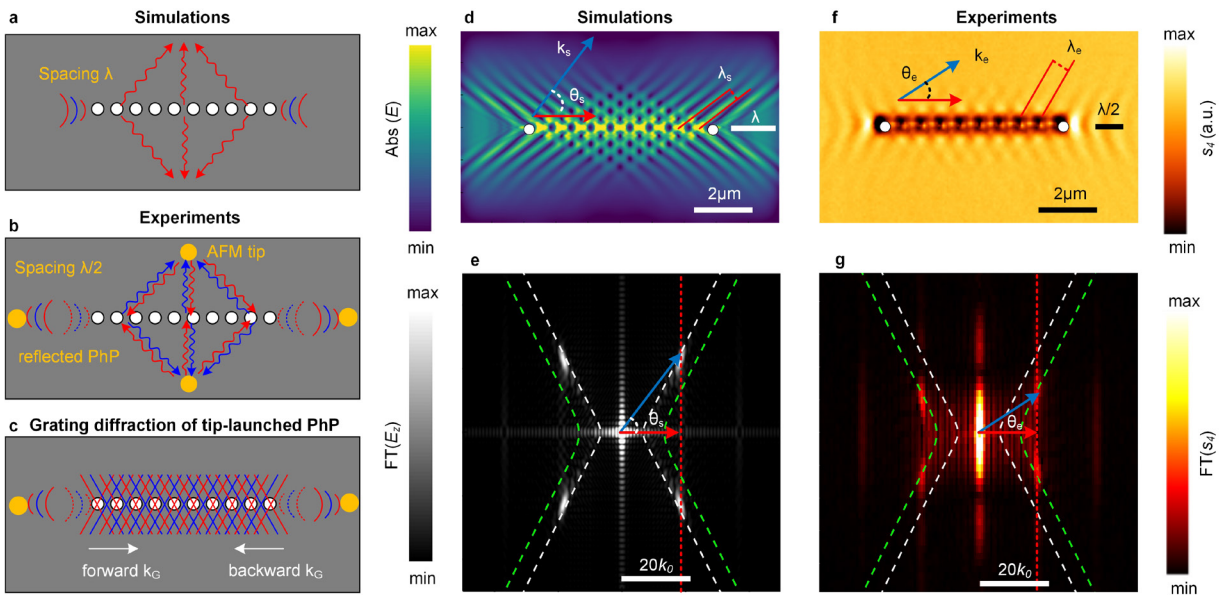 a
Simulations
Spacing λ
b
Experiments
Spacing λ/2
AFM tip
reflected PhP
c
Grating diffraction of tip-launched PhP
forward k_G
backward k_G
max
Abs (E)
min
max
FT(E_z)
min
d
Simulations
k_s
θ_s
λ_s
λ
2μm
e
θ_s
20k_0
f
Experiments
k_e
θ_e
λ_e
λ/2
2μm
max
s_4 (a.u.)
min
g
θ_e
20k_0
max
FT(s_4)
min